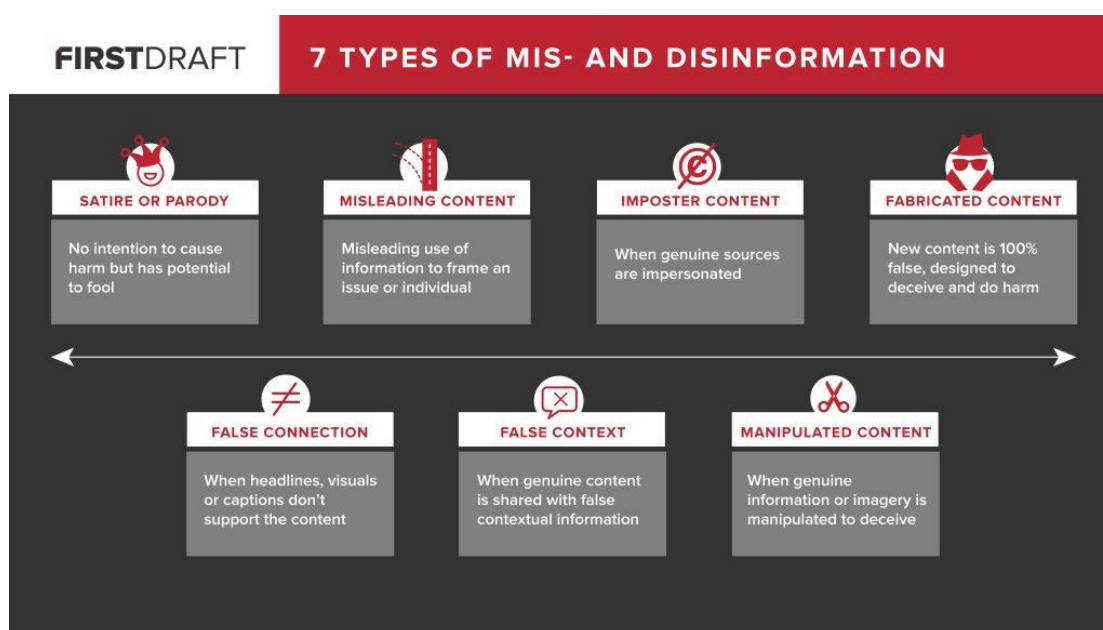 FIRSTDRAFT
7 TYPES OF MIS- AND DISINFORMATION
SATIRE OR PARODY
No intention to cause
harm but has potential
to fool
MISLEADING CONTENT
Misleading use of
information to frame an
issue or individual
IMPOSTER CONTENT
When genuine sources
are impersonated
FABRICATED CONTENT
New content is 100%
false, designed to
deceive and do harm
FALSE CONNECTION
When headlines, visuals
or captions don’t
support the content
FALSE CONTEXT
When genuine content
is shared with false
contextual information
MANIPULATED CONTENT
When genuine
information or imagery is
manipulated to deceive